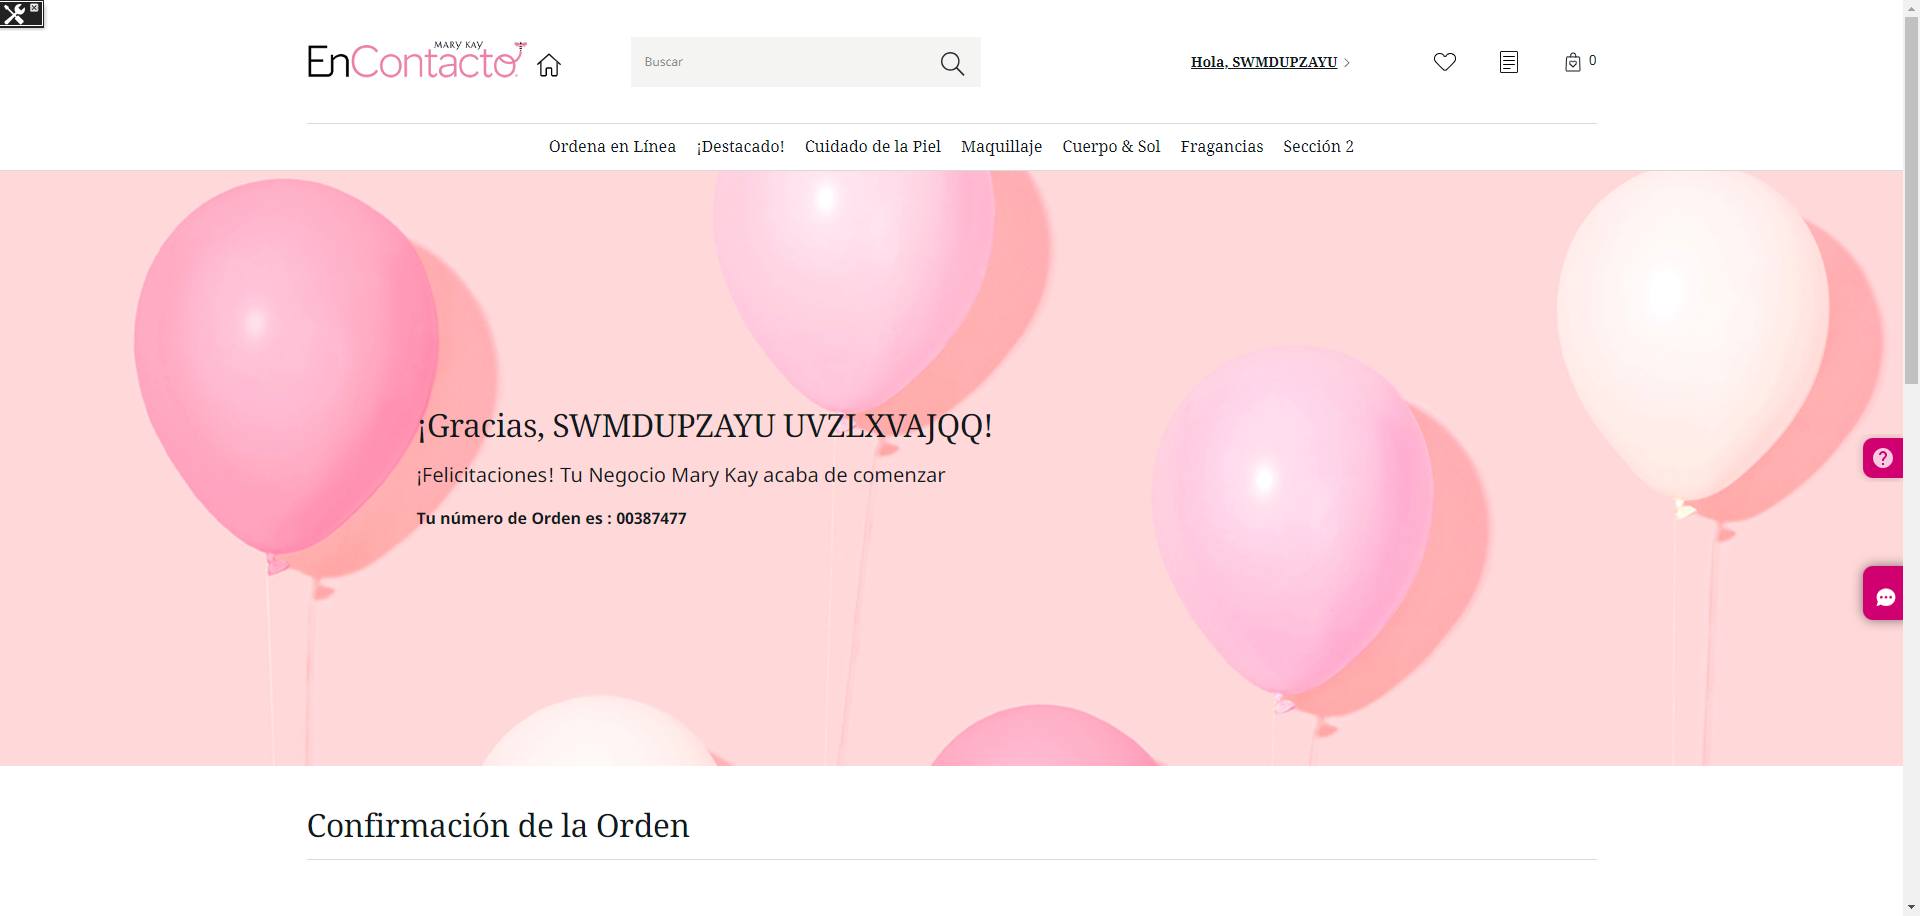 MARY KAY
EnContacto
Buscar
Hola, SWMDUPZAYU
0
Ordena en Línea ¡Destacado! Cuidado de la Piel Maquillaje Cuerpo & Sol Fragancias Sección 2
¡Gracias, SWMDUPZAYU UVZLXVAJQQ!
¡Felicitaciones! Tu Negocio Mary Kay acaba de comenzar
Tu número de Orden es : 00387477
Confirmación de la Orden